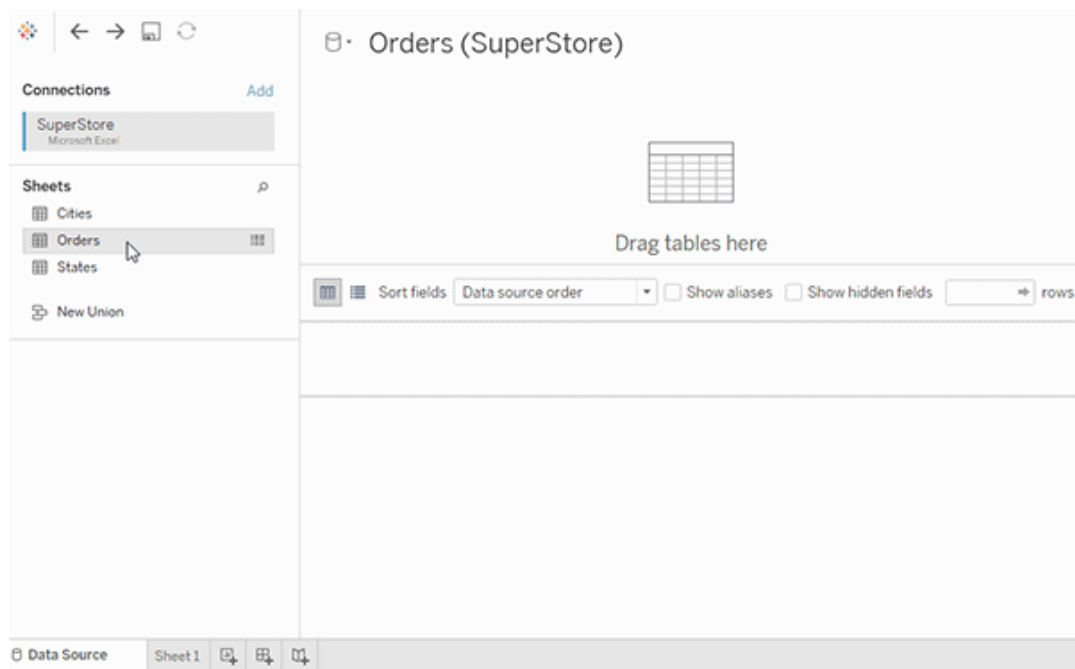 Orders (SuperStore)
Connections
Add
SuperStore
Microsoft Excel
Sheets
Cities
Orders
States
New Union
Drag tables here
Sort fields Data source order Show aliases Show hidden fields rows
Data Source Sheet 1